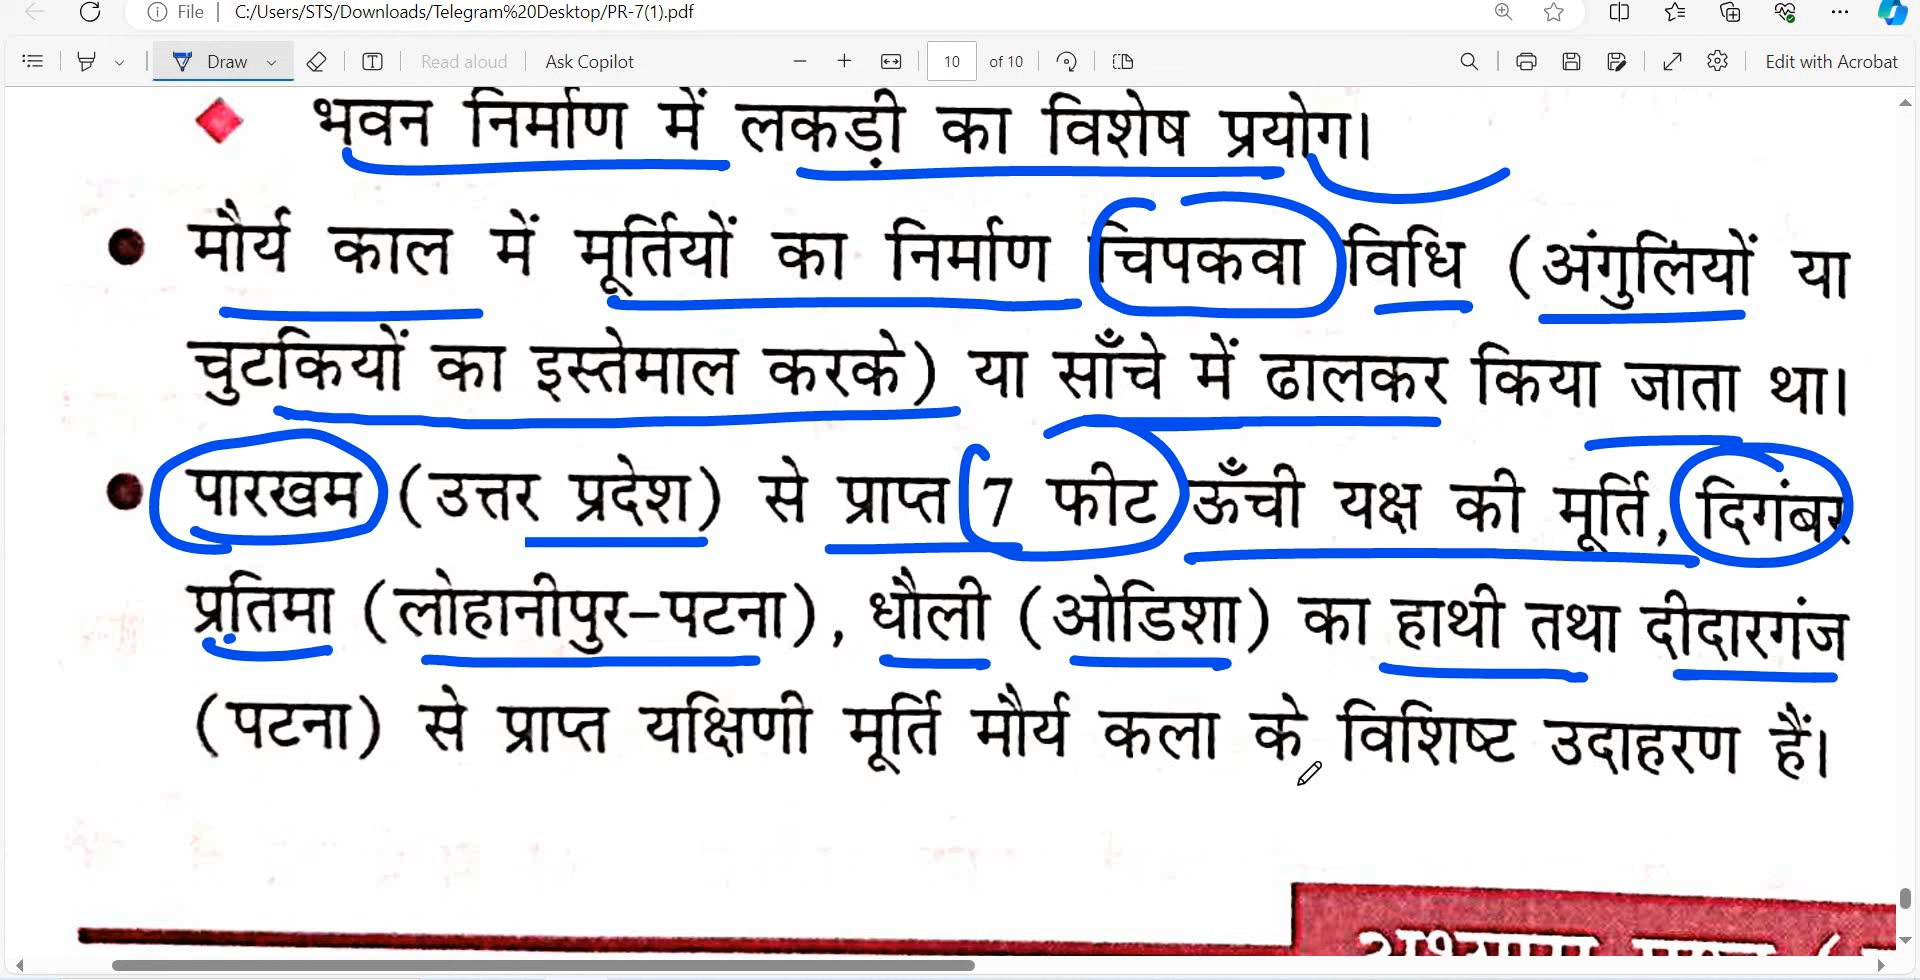 File | C:/Users/STS/Downloads/Telegram%20Desktop/PR-7(1).pdf
Draw Read aloud Ask Copilot 10 of 10 Edit with Acrobat
भवन निर्माण में लकड़ी का विशेष प्रयोग।
मौर्य काल में मूर्तियों का निर्माण चिपकवा विधि (अंगुलियों या
चुटकियों का इस्तेमाल करके) या साँचे में ढालकर किया जाता था।
पारखम (उत्तर प्रदेश) से प्राप्त 7 फीट ऊँची यक्ष की मूर्ति, दिगंबर
प्रतिमा (लोहानीपुर-पटना), धौली (ओडिशा) का हाथी तथा दीदारगंज
(पटना) से प्राप्त यक्षिणी मूर्ति मौर्य कला के विशिष्ट उदाहरण हैं।